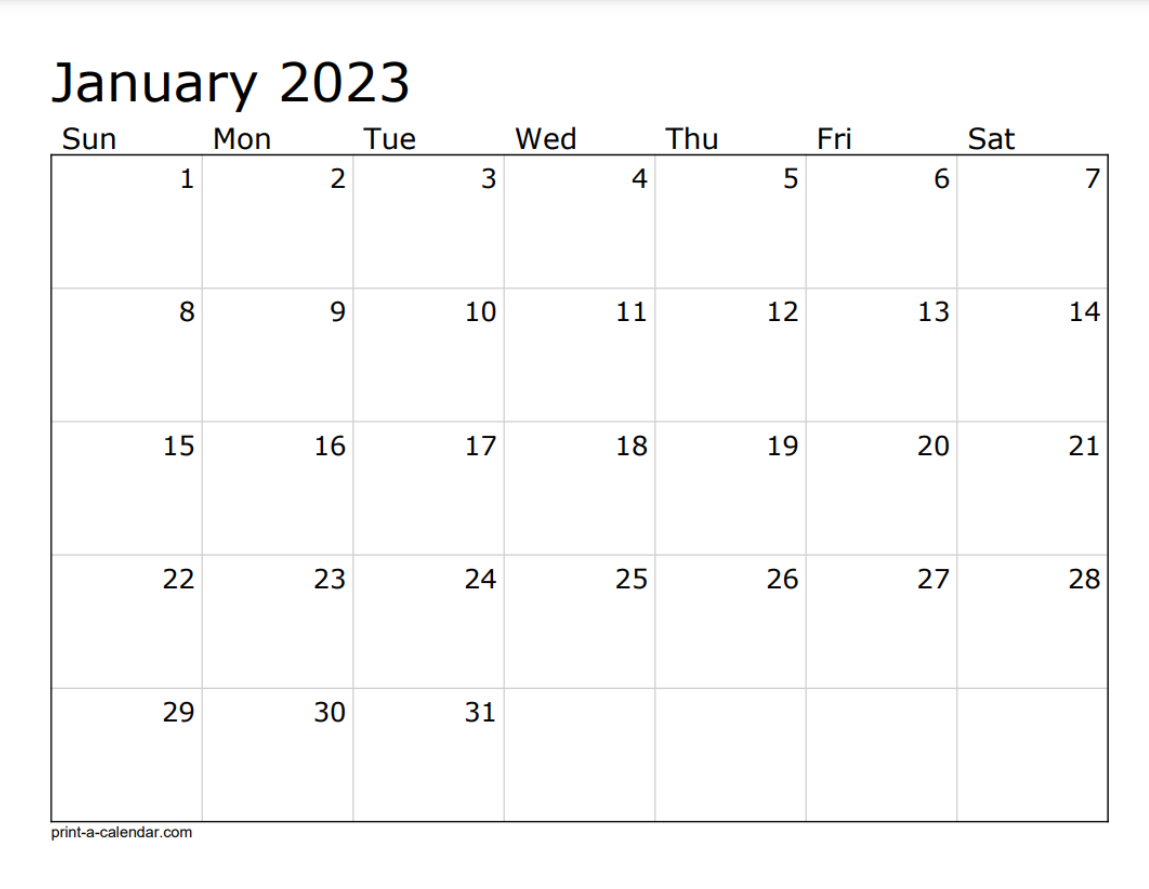 January 2023
Sun Mon Tue Wed Thu Fri Sat
1 2 3 4 5 6 7
8 9 10 11 12 13 14
15 16 17 18 19 20 21
22 23 24 25 26 27 28
29 30 31
print-a-calendar.com